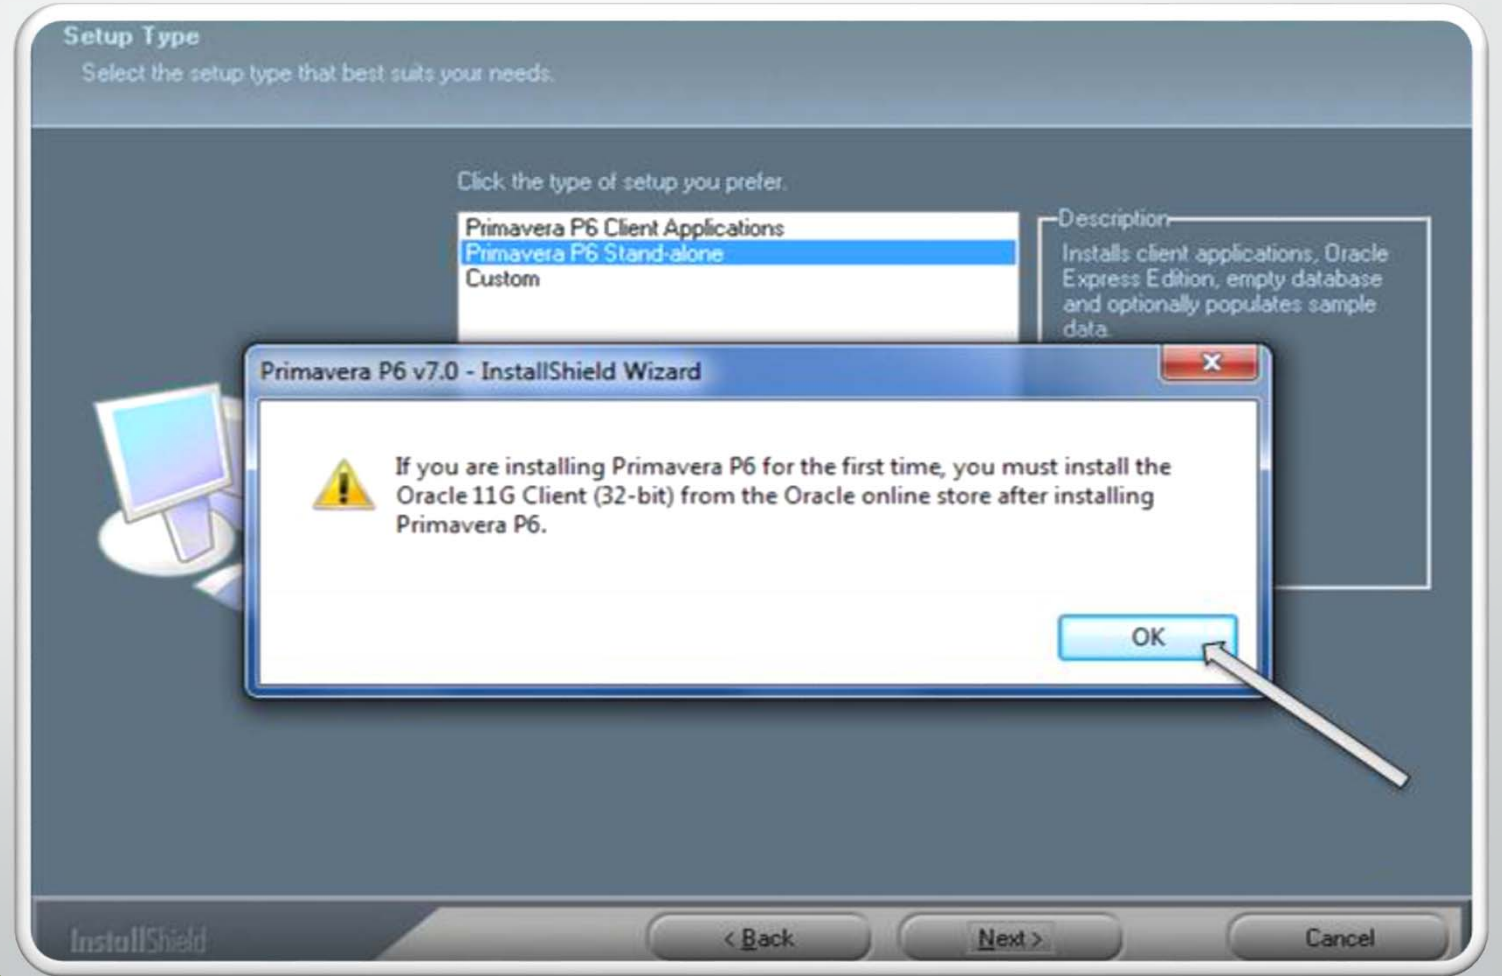 Setup Type
Select the setup type that best suits your needs.
Click the type of setup you prefer.
Primavera P6 Client Applications
Primavera P6 Stand-alone
Custom
Description
Installs client applications, Oracle
Express Edition, empty database
and optionally populates sample
data.
Primavera P6 v7.0 - InstallShield Wizard
If you are installing Primavera P6 for the first time, you must install the
Oracle 11G Client (32-bit) from the Oracle online store after installing
Primavera P6.
OK
InstallShield
< Back
Next >
Cancel